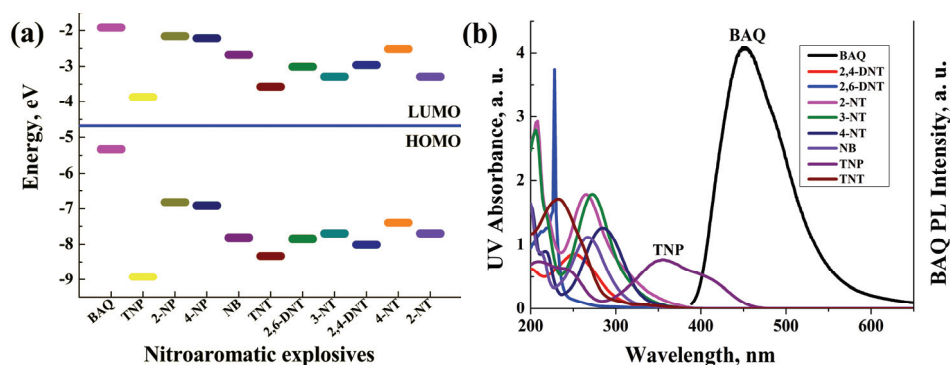 (a)
Energy, eV
-2
-3
-4
-5
-6
-7
-8
-9
LUMO
HOMO
BAQ
TNP
2-NP
4-NP
NB
TNT
2,6-DNT
3-NT
2,4-DNT
4-NT
2-NT
Nitroaromatic explosives
(b)
UV Absorbance, a. u.
4
3
2
1
0
BAQ
TNP
BAQ
2,4-DNT
2,6-DNT
2-NT
3-NT
4-NT
NB
TNP
TNT
200
300
400
500
600
Wavelength, nm
BAQ PL Intensity, a. u.